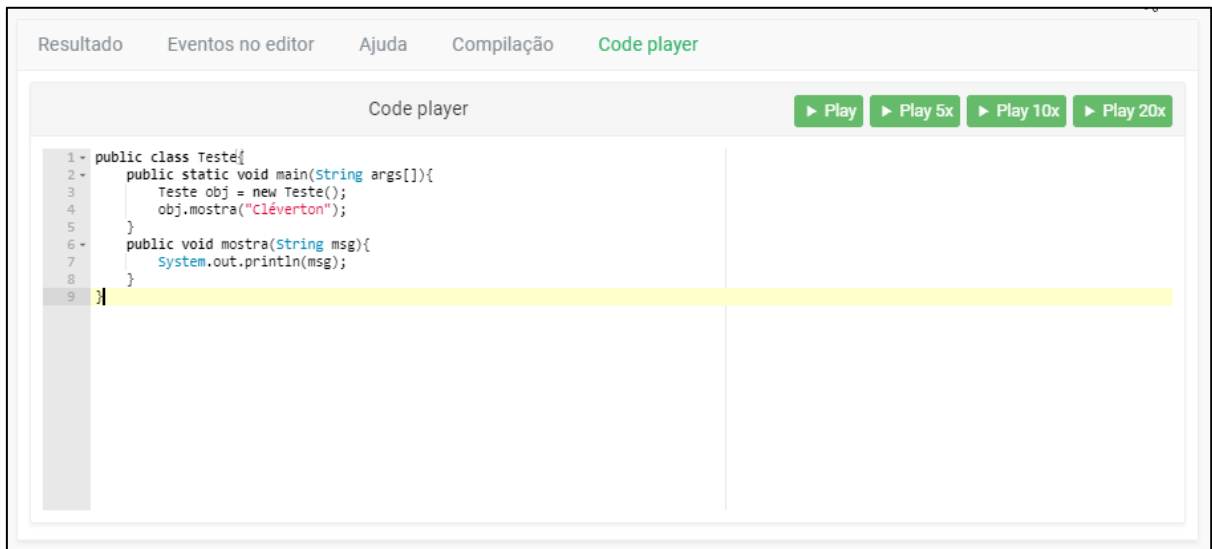 Resultado Eventos no editor Ajuda Compilação Code player
Code player ▶ Play ▶ Play 5x ▶ Play 10x ▶ Play 20x
1 public class Teste{
2 public static void main(String args[]){
3 Teste obj = new Teste();
4 obj.mostra("Cléverton");
5 }
6 public void mostra(String msg){
7 System.out.println(msg);
8 }
9 }